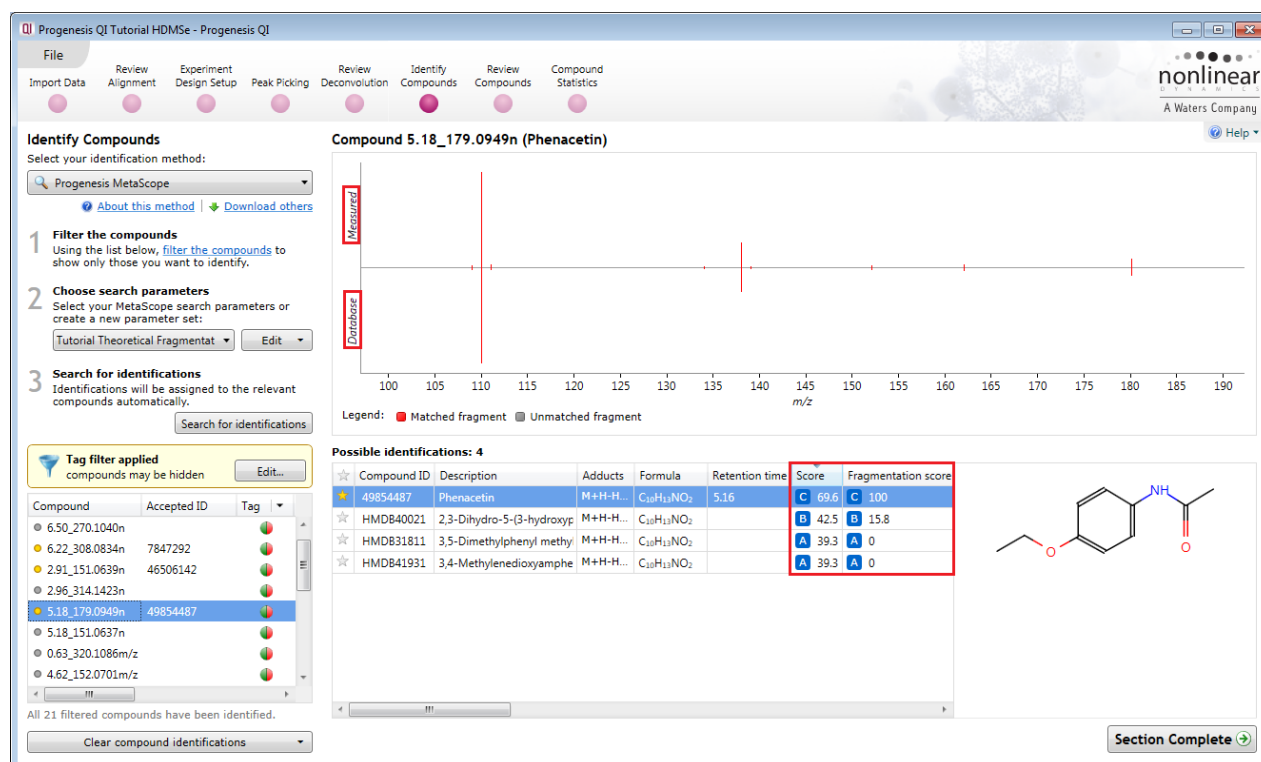 QI Progenesis QI Tutorial HDMSe - Progenesis QI
File
Import Data
Review Alignment
Experiment Design Setup
Peak Picking
Review Deconvolution
Identify Compounds
Review Compounds
Compound Statistics
nonlinear
DYNAMICS
A Waters Company
Help
Identify Compounds
Select your identification method:
Progenesis MetaScope
About this method | Download others
1 Filter the compounds
Using the list below, filter the compounds to
show only those you want to identify.
2 Choose search parameters
Select your MetaScope search parameters or
create a new parameter set:
Tutorial Theoretical Fragmentat Edit
3 Search for identifications
Identifications will be assigned to the relevant
compounds automatically.
Search for identifications
Tag filter applied
compounds may be hidden
Edit...
Compound Accepted ID Tag
6.50_270.1040n
6.22_308.0834n 7847292
2.91_151.0639n 46506142
2.96_314.1423n
5.18_179.0949n 49854487
5.18_151.0637n
0.63_320.1086m/z
4.62_152.0701m/z
All 21 filtered compounds have been identified.
Clear compound identifications
Compound 5.18_179.0949n (Phenacetin)
Measured
Database
100 105 110 115 120 125 130 135 140 145 150 155 160 165 170 175 180 185 190
m/z
Legend: Matched fragment Unmatched fragment
Possible identifications: 4
Compound ID Description Adducts Formula Retention time Score Fragmentation score
49854487 Phenacetin M+H-H... C₁₀H₁₃NO₂ 5.16 C 69.6 C 100
HMDB40021 2,3-Dihydro-5-(3-hydroxyp M+H-H... C₁₀H₁₃NO₂ B 42.5 B 15.8
HMDB31811 3,5-Dimethylphenyl methy M+H-H... C₁₀H₁₃NO₂ A 39.3 A 0
HMDB41931 3,4-Methylenedioxyamphe M+H-H... C₁₀H₁₃NO₂ A 39.3 A 0
NH
O
O
Section Complete